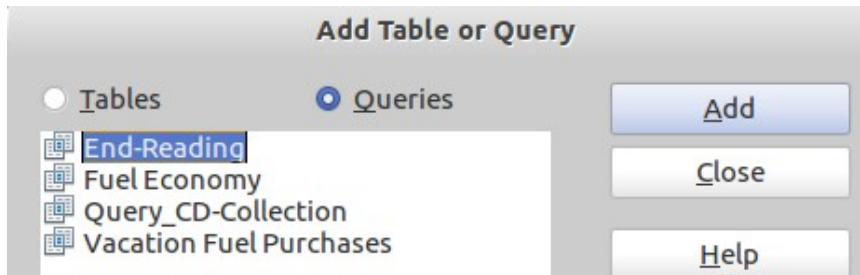 Add Table or Query
Tables Queries
Add
End-Reading
Fuel Economy
Close
Query_CD-Collection
Vacation Fuel Purchases
Help